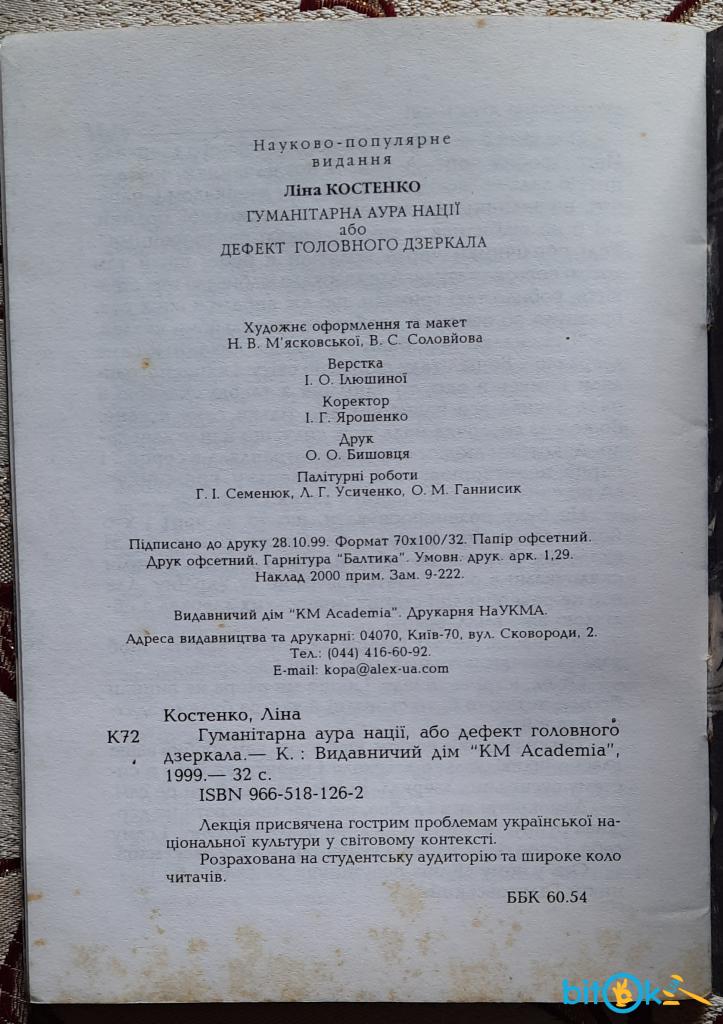 Науково-популярне
видання
Ліна КОСТЕНКО
ГУМАНІТАРНА АУРА НАЦІЇ
або
ДЕФЕКТ ГОЛОВНОГО ДЗЕРКАЛА
Художнє оформлення та макет
Н. В. М'ясковської, В. С. Соловйова
Верстка
І. О. Ілюшиної
Коректор
І. Г. Ярошенко
Друк
О. О. Бишовця
Палітурні роботи
Г. І. Семенюк, Л. Г. Усиченко, О. М. Ганнисик
Підписано до друку 28.10.99. Формат 70х100/32. Папір офсетний.
Друк офсетний. Гарнітура "Балтика". Умовн. друк. арк. 1,29.
Наклад 2000 прим. Зам. 9-222.
Видавничий дім "КМ Academia". Друкарня НаУКМА.
Адреса видавництва та друкарні: 04070, Київ-70, вул. Сковороди, 2.
Тел.: (044) 416-60-92.
E-mail: kopa@alex-ua.com
Костенко, Ліна
К72 Гуманітарна аура нації, або дефект головного
дзеркала.— К. : Видавничий дім "КМ Academia",
1999.— 32 с.
ISBN 966-518-126-2
Лекція присвячена гострим проблемам української на-
ціональної культури у світовому контексті.
Розрахована на студентську аудиторію та широке коло
читачів.
ББК 60.54
bitOk